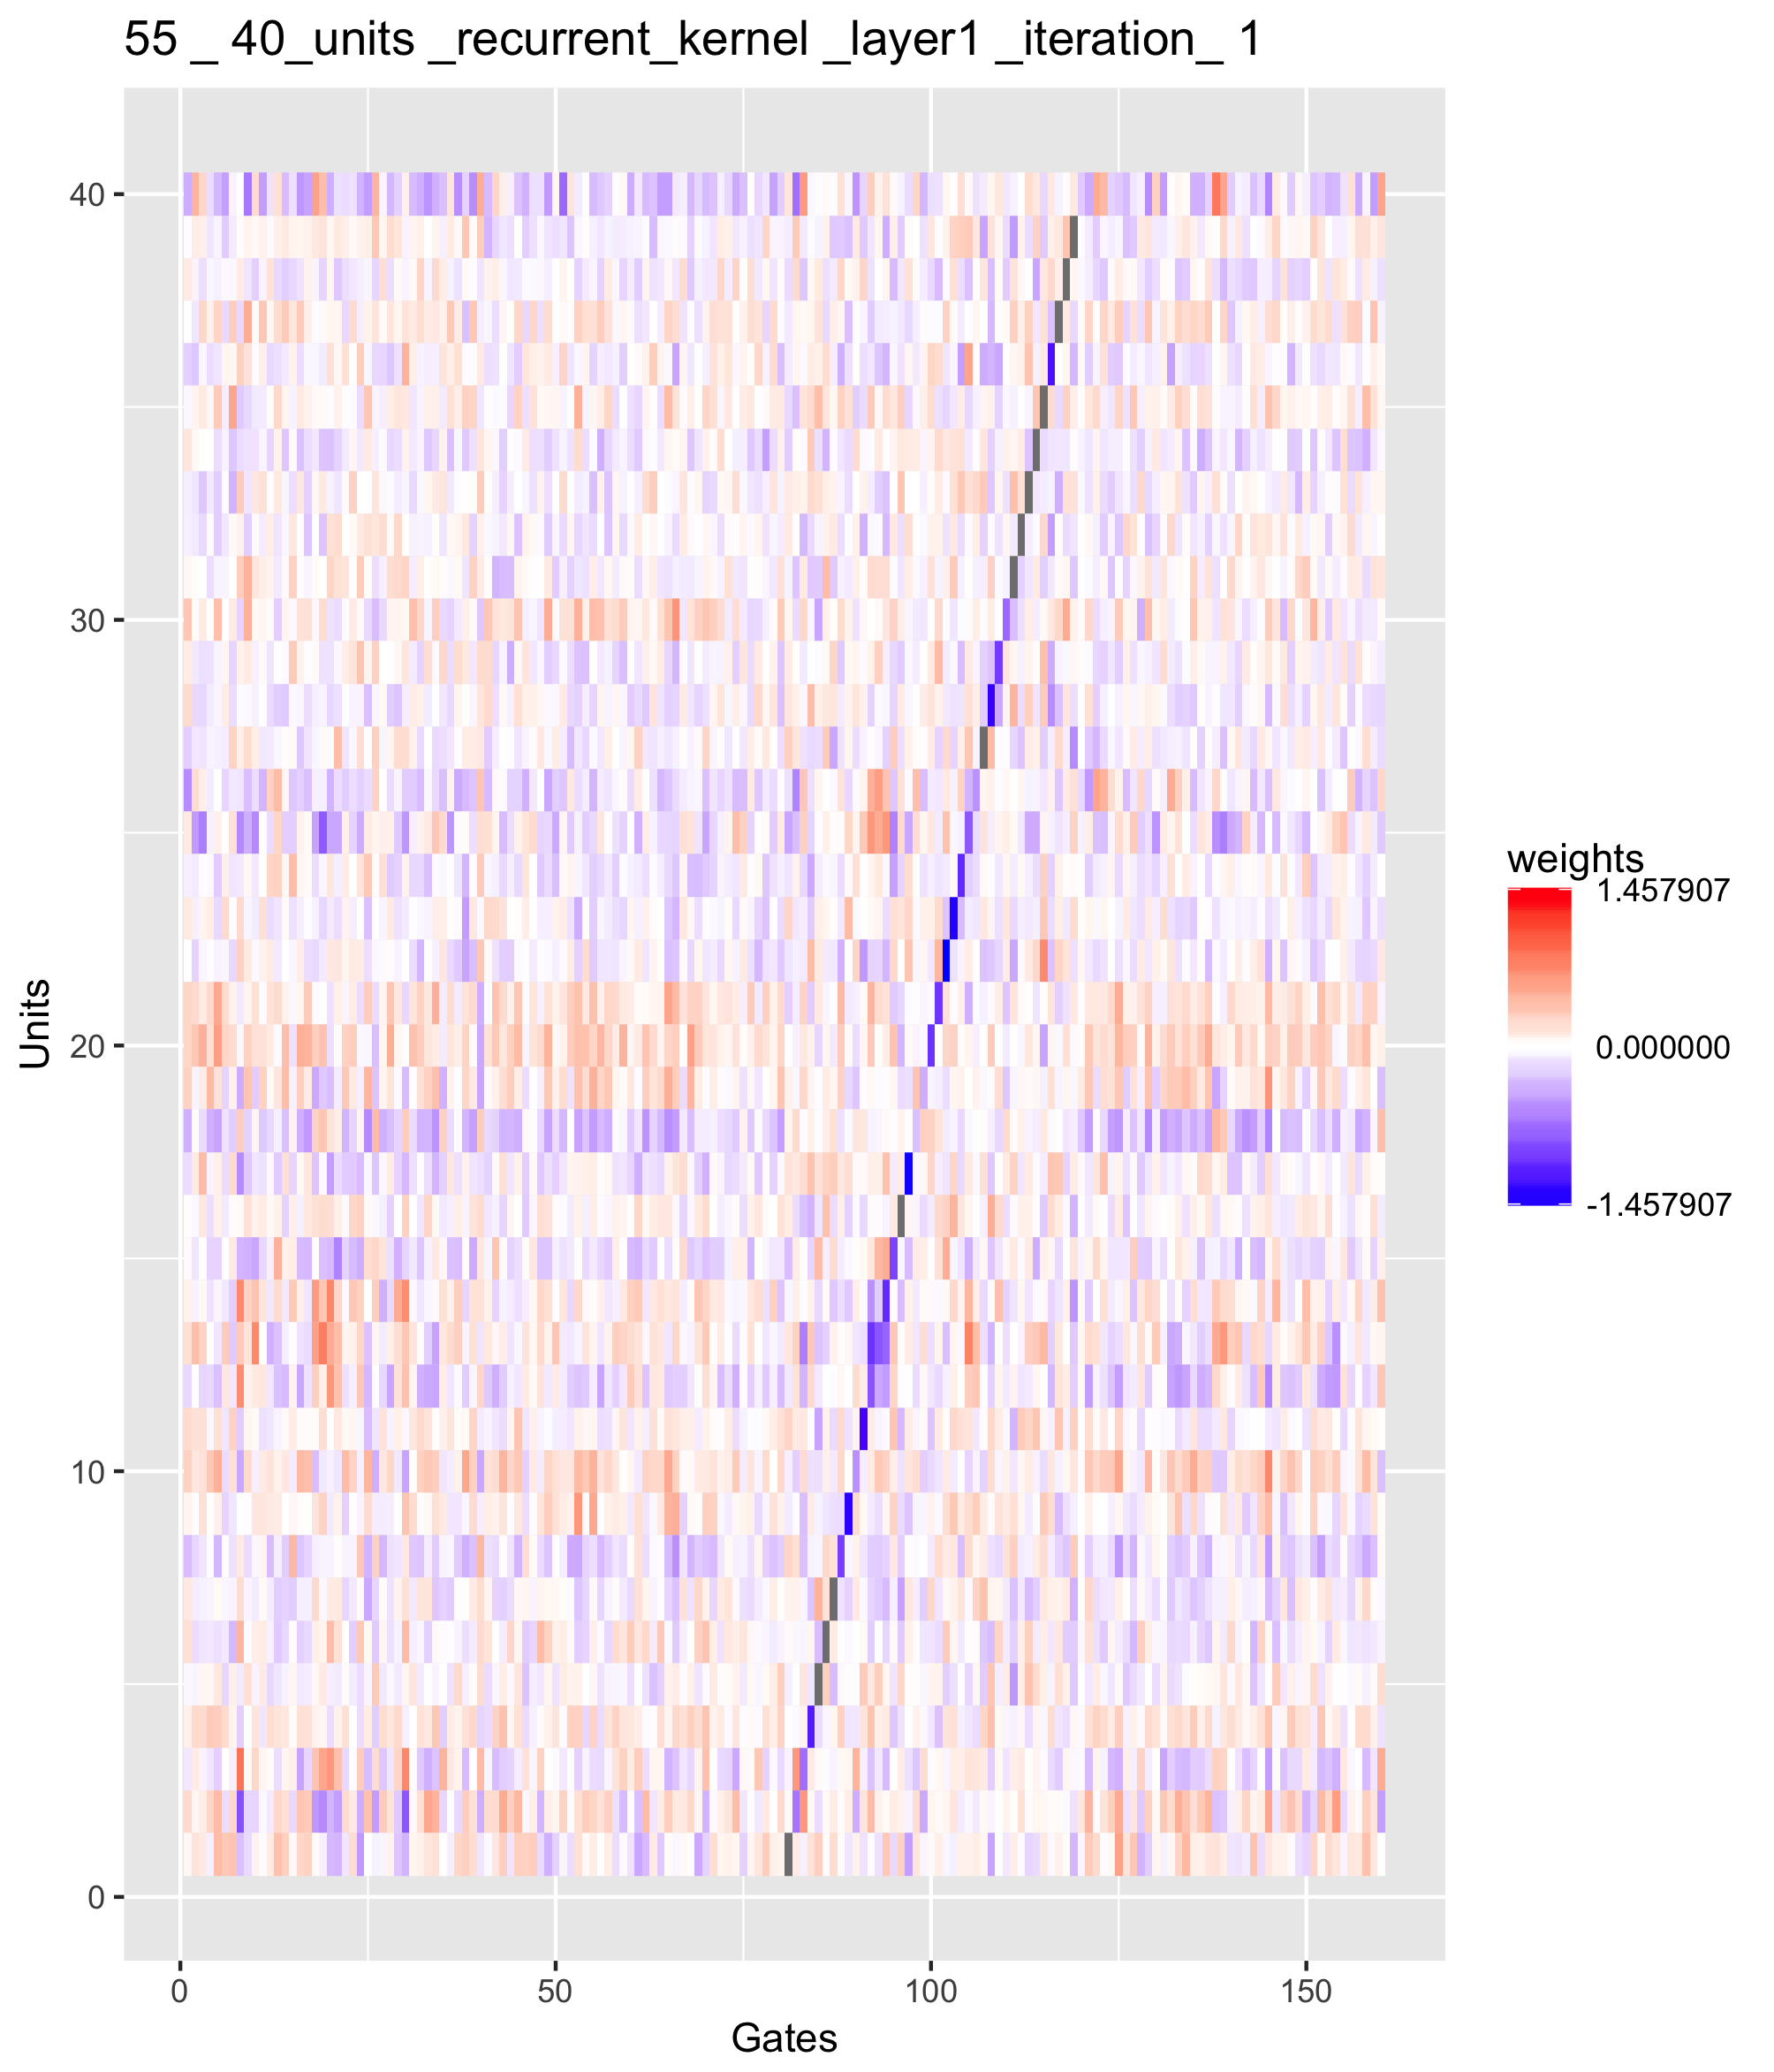 55 _ 40_units _recurrent_kernel _layer1 _iteration_ 1
40
30
20
10
0
Units
0 50 100 150
Gates
weights
1.457907
0.000000
-1.457907